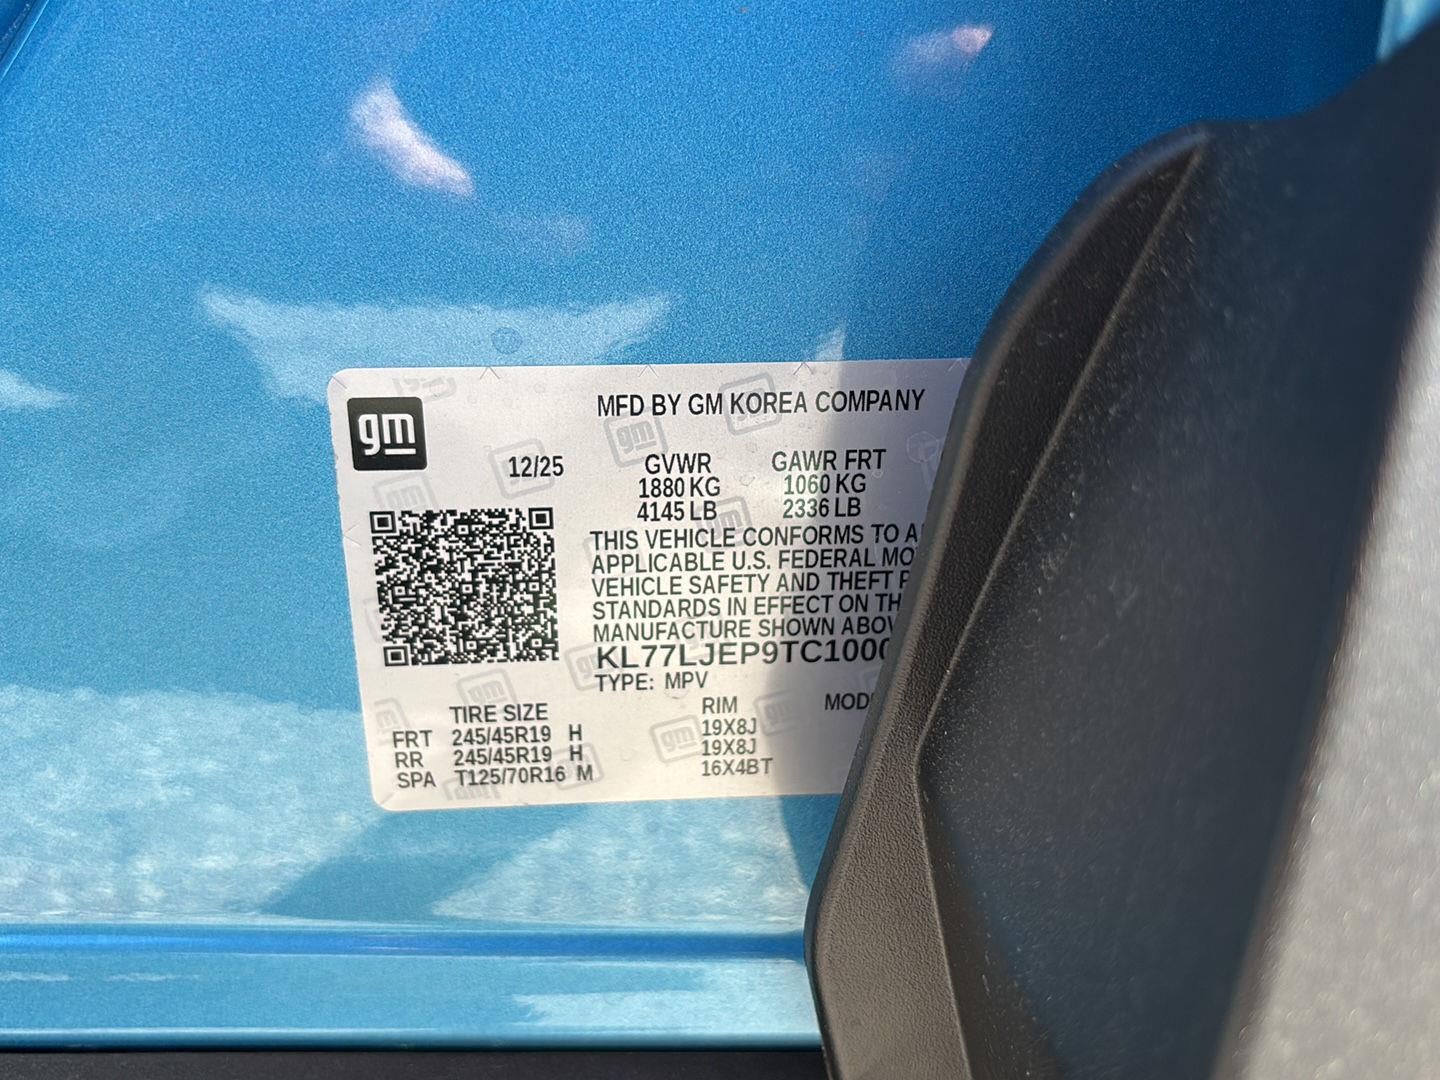 gm
MFD BY GM KOREA COMPANY
12/25 GVWR GAWR FRT
1880 KG 1060 KG
4145 LB 2336 LB
THIS VEHICLE CONFORMS TO A
APPLICABLE U.S. FEDERAL MO
VEHICLE SAFETY AND THEFT P
STANDARDS IN EFFECT ON TH
MANUFACTURE SHOWN ABOV
KL77LJEP9TC1000
TYPE: MPV
TIRE SIZE RIM MOD
FRT 245/45R19 H 19X8J
RR 245/45R19 H 19X8J
SPA T125/70R16 M 16X4BT